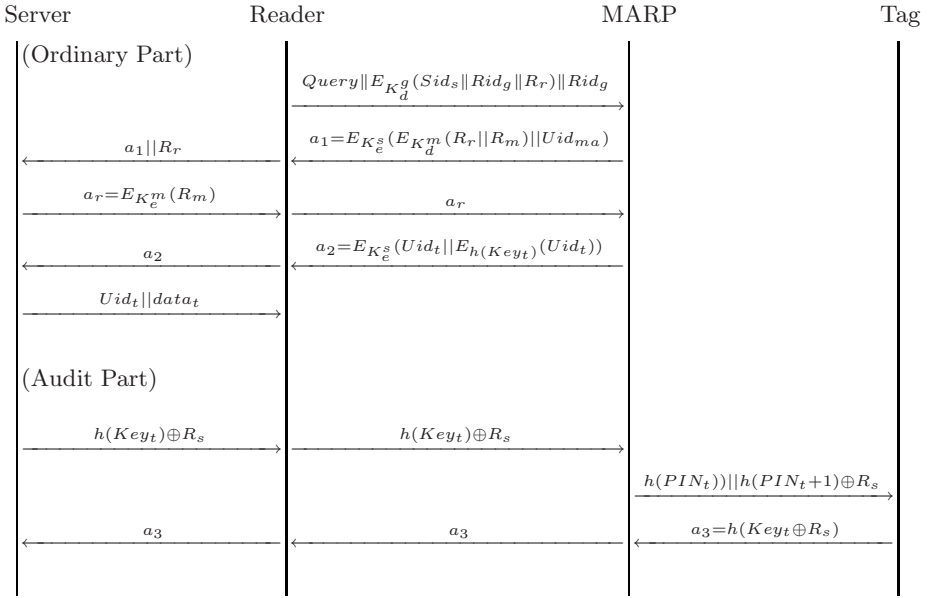 Server Reader MARP Tag
(Ordinary Part)
Query‖E_{K_d^g}(Sid_s‖Rid_g‖R_r)‖Rid_g
a_1=E_{K_e^s}(E_{K_d^m}(R_r||R_m)||Uid_{ma})
a_1||R_r
a_r=E_{K_e^m}(R_m)
a_r
a_2=E_{K_e^s}(Uid_t||E_{h(Key_t)}(Uid_t))
a_2
Uid_t||data_t
(Audit Part)
h(Key_t)⊕R_s
h(Key_t)⊕R_s
h(PIN_t))||h(PIN_t+1)⊕R_s
a_3=h(Key_t⊕R_s)
a_3
a_3